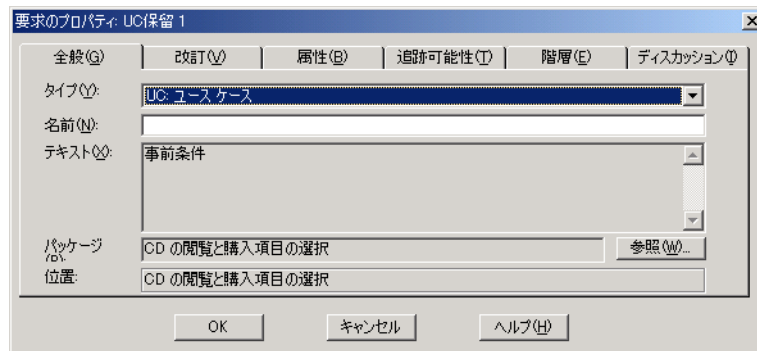 要求のプロパティ: UC保留 1
全般(G) 改訂(V) 属性(B) 追跡可能性(T) 階層(E) ディスカッション(I)
タイプ(Y): UC: ユース ケース
名前(N):
テキスト(X): 事前条件
パッケージ(P): CD の閲覧と購入項目の選択 参照(W)...
位置: CD の閲覧と購入項目の選択
OK キャンセル ヘルプ(H)